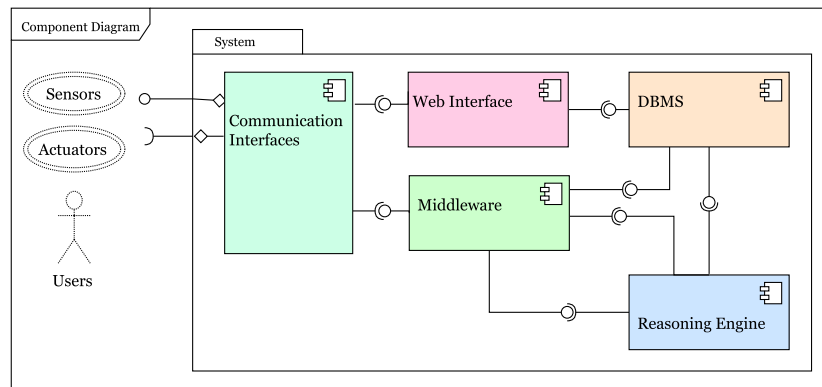 Component Diagram
System
Sensors
Actuators
Users
Communication
Interfaces
Web Interface
DBMS
Middleware
Reasoning Engine